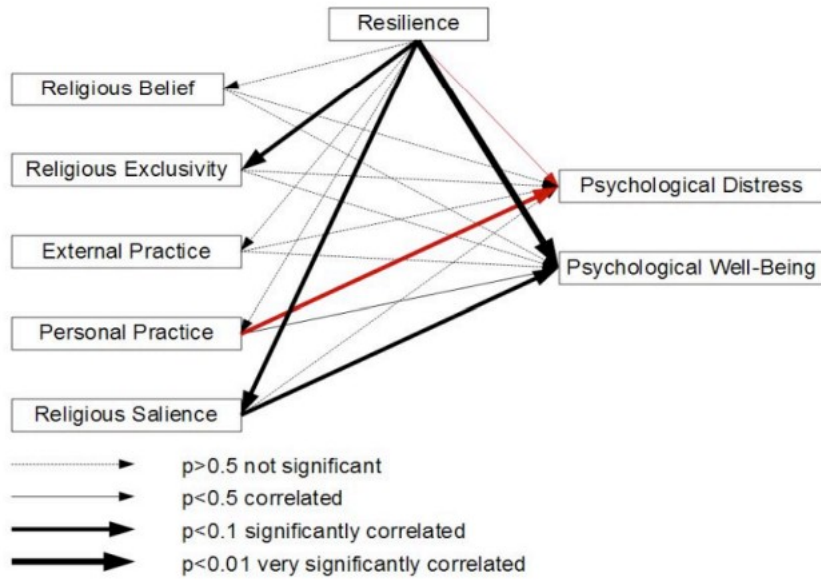 Resilience
Religious Belief
Religious Exclusivity
Psychological Distress
External Practice
Psychological Well-Being
Personal Practice
Religious Salience
p>0.5 not significant
p<0.5 correlated
p<0.1 significantly correlated
p<0.01 very significantly correlated